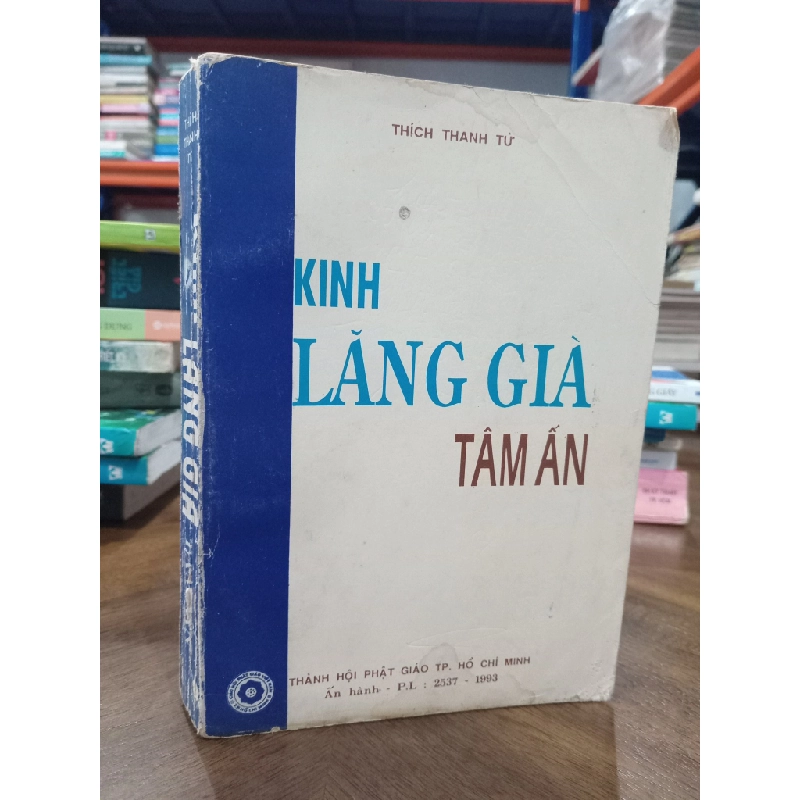 THÍCH THANH TỪ
KINH
LĂNG GIÀ
TÂM ẤN
THÀNH HỘI PHẬT GIÁO TP. HỒ CHÍ MINH
Ấn hành - P.L : 2537 - 1993
KINH LĂNG GIÀ